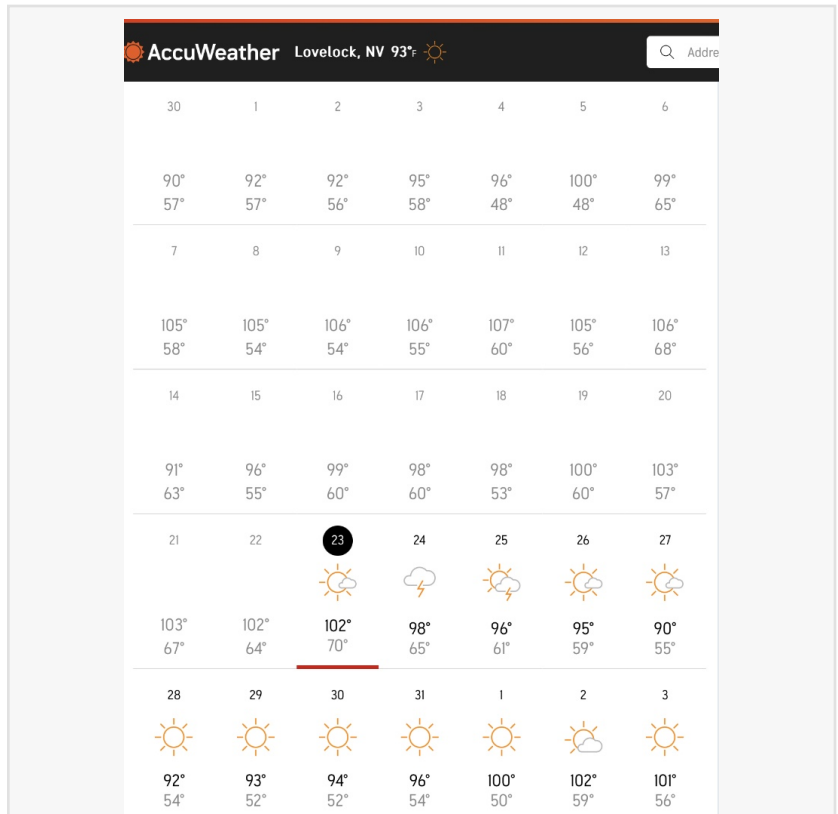 AccuWeather Lovelock, NV 93°F Addre
30 1 2 3 4 5 6
90° 92° 92° 95° 96° 100° 99°
57° 57° 56° 58° 48° 48° 65°
7 8 9 10 11 12 13
105° 105° 106° 106° 107° 105° 106°
58° 54° 54° 55° 60° 56° 68°
14 15 16 17 18 19 20
91° 96° 99° 98° 98° 100° 103°
63° 55° 60° 60° 53° 60° 57°
21 22 23 24 25 26 27
103° 102° 102° 98° 96° 95° 90°
67° 64° 70° 65° 61° 59° 55°
28 29 30 31 1 2 3
92° 93° 94° 96° 100° 102° 101°
54° 52° 52° 54° 50° 59° 56°